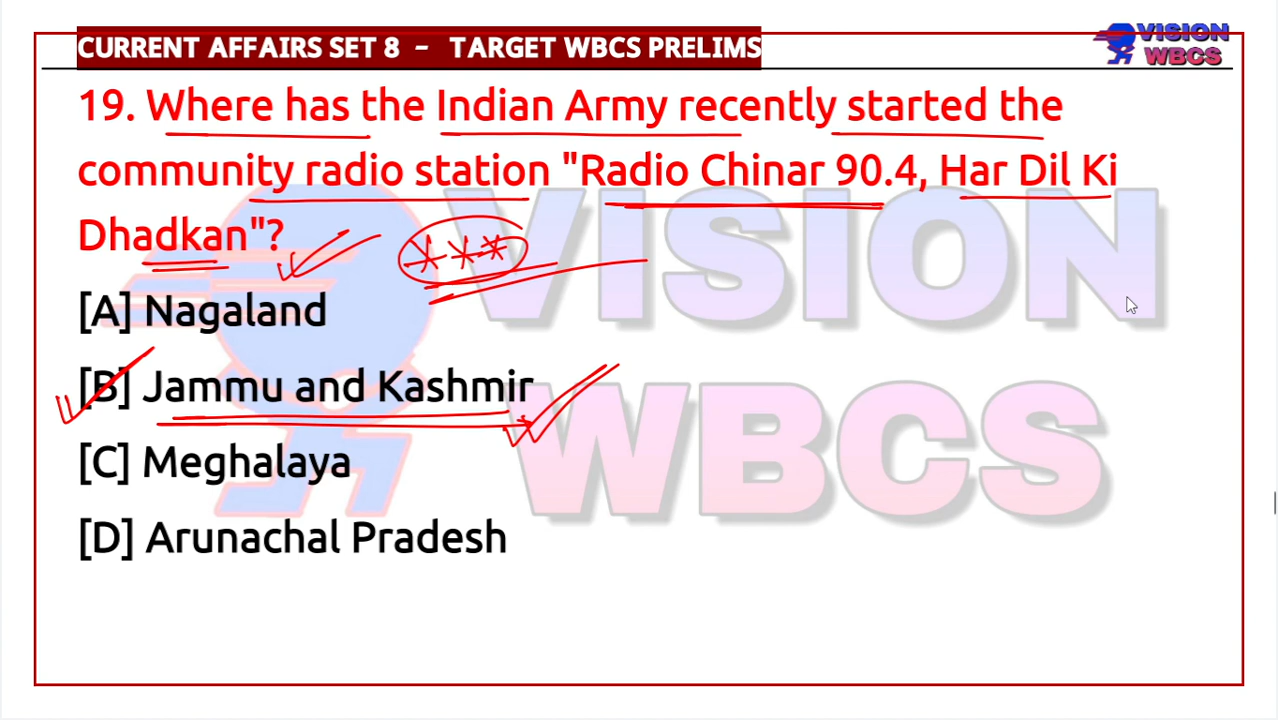 CURRENT AFFAIRS SET 8 - TARGET WBCS PRELIMS
VISION
WBCS
19. Where has the Indian Army recently started the
community radio station "Radio Chinar 90.4, Har Dil Ki
Dhadkan"?
[A] Nagaland
[B] Jammu and Kashmir
[C] Meghalaya
[D] Arunachal Pradesh
VISION
WBCS